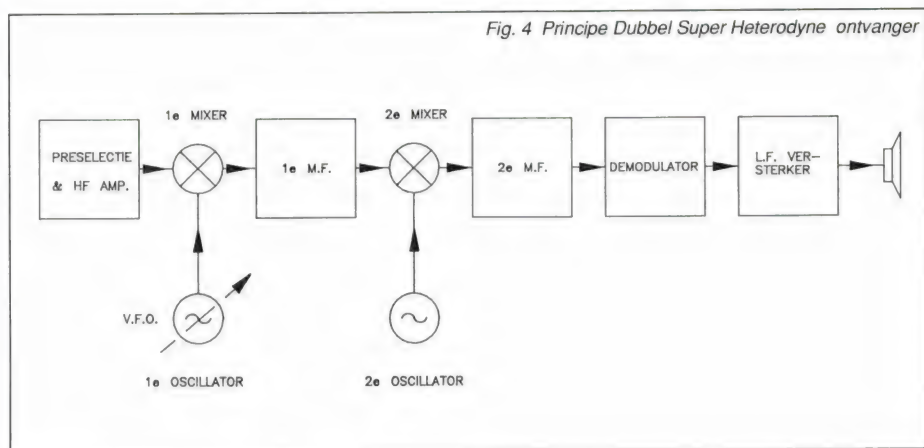 Fig. 4 Principe Dubbel Super Heterodyne ontvanger
1e MIXER
2e MIXER
PRESELECTIE
& HF AMP.
1e M.F.
2e M.F.
DEMODULATOR
L.F. VER-
STERKER
V.F.O.
1e OSCILLATOR
2e OSCILLATOR